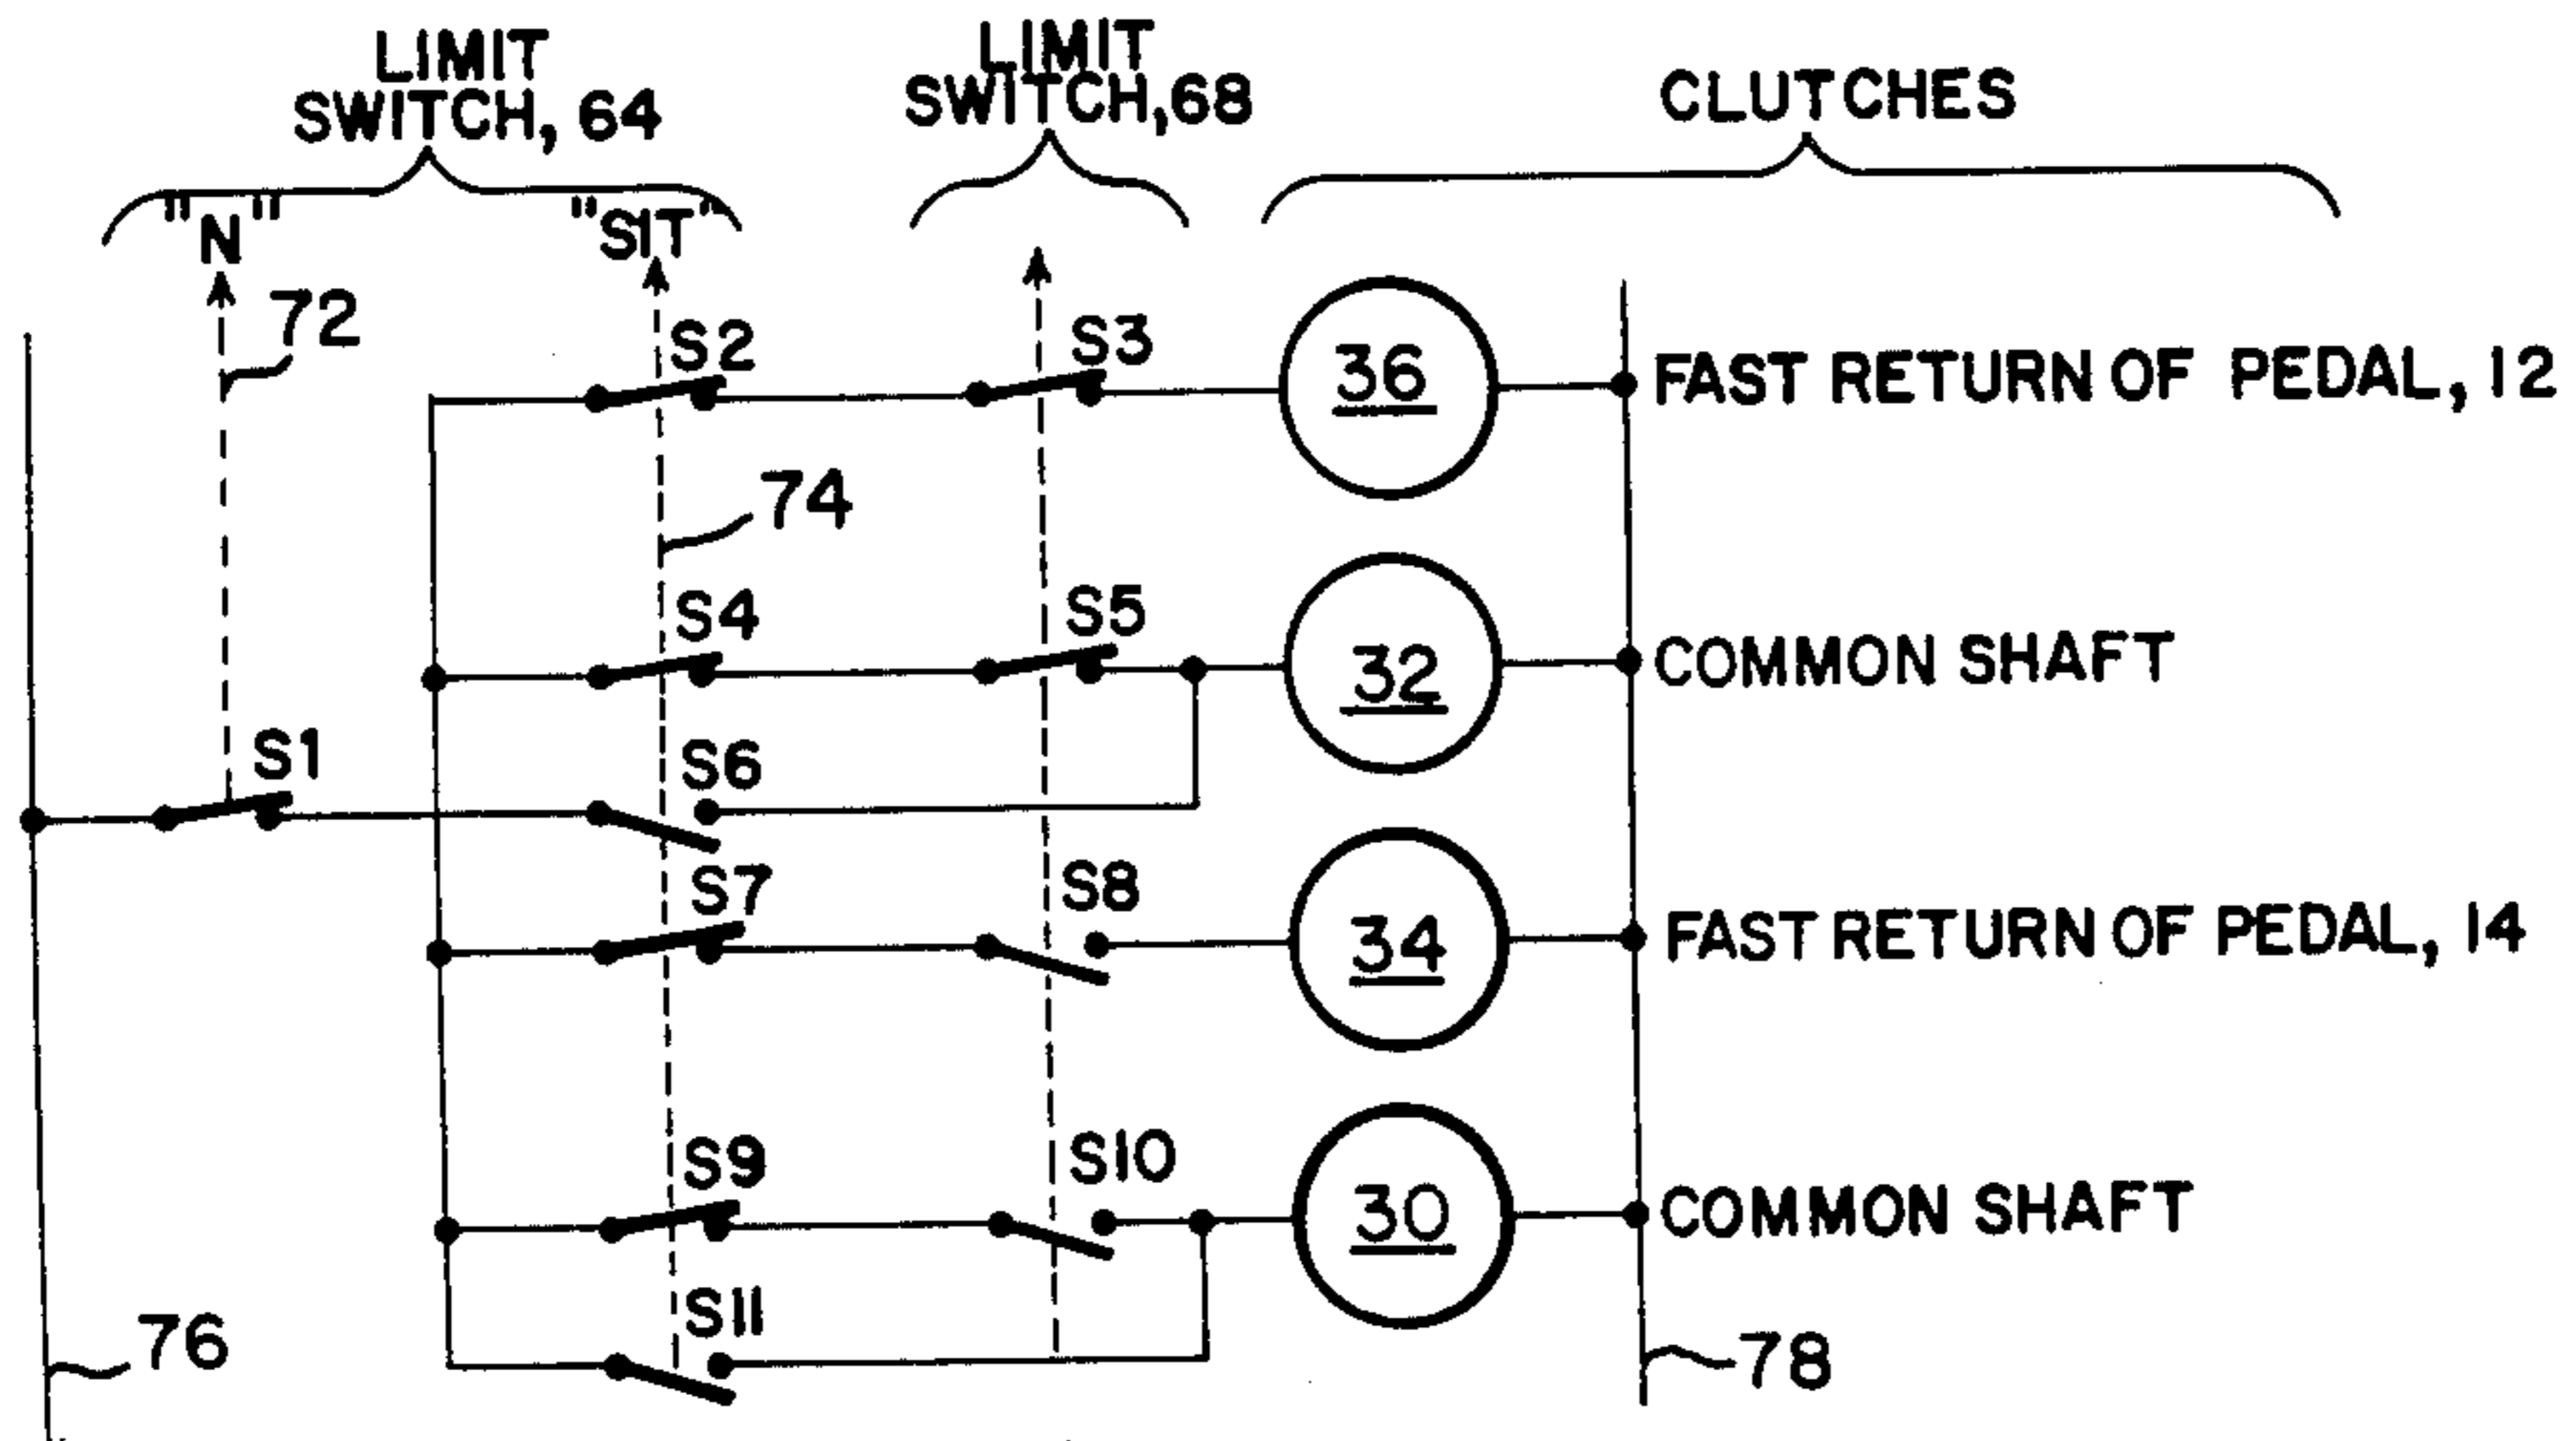 LIMIT
SWITCH, 64
LIMIT
SWITCH,68
CLUTCHES
"N"
"SIT"
72
S2
S3
36
FAST RETURN OF PEDAL, 12
74
S4
S5
32
COMMON SHAFT
S1
S6
S7
S8
34
FAST RETURN OF PEDAL, 14
S9
S10
30
COMMON SHAFT
S11
76
78